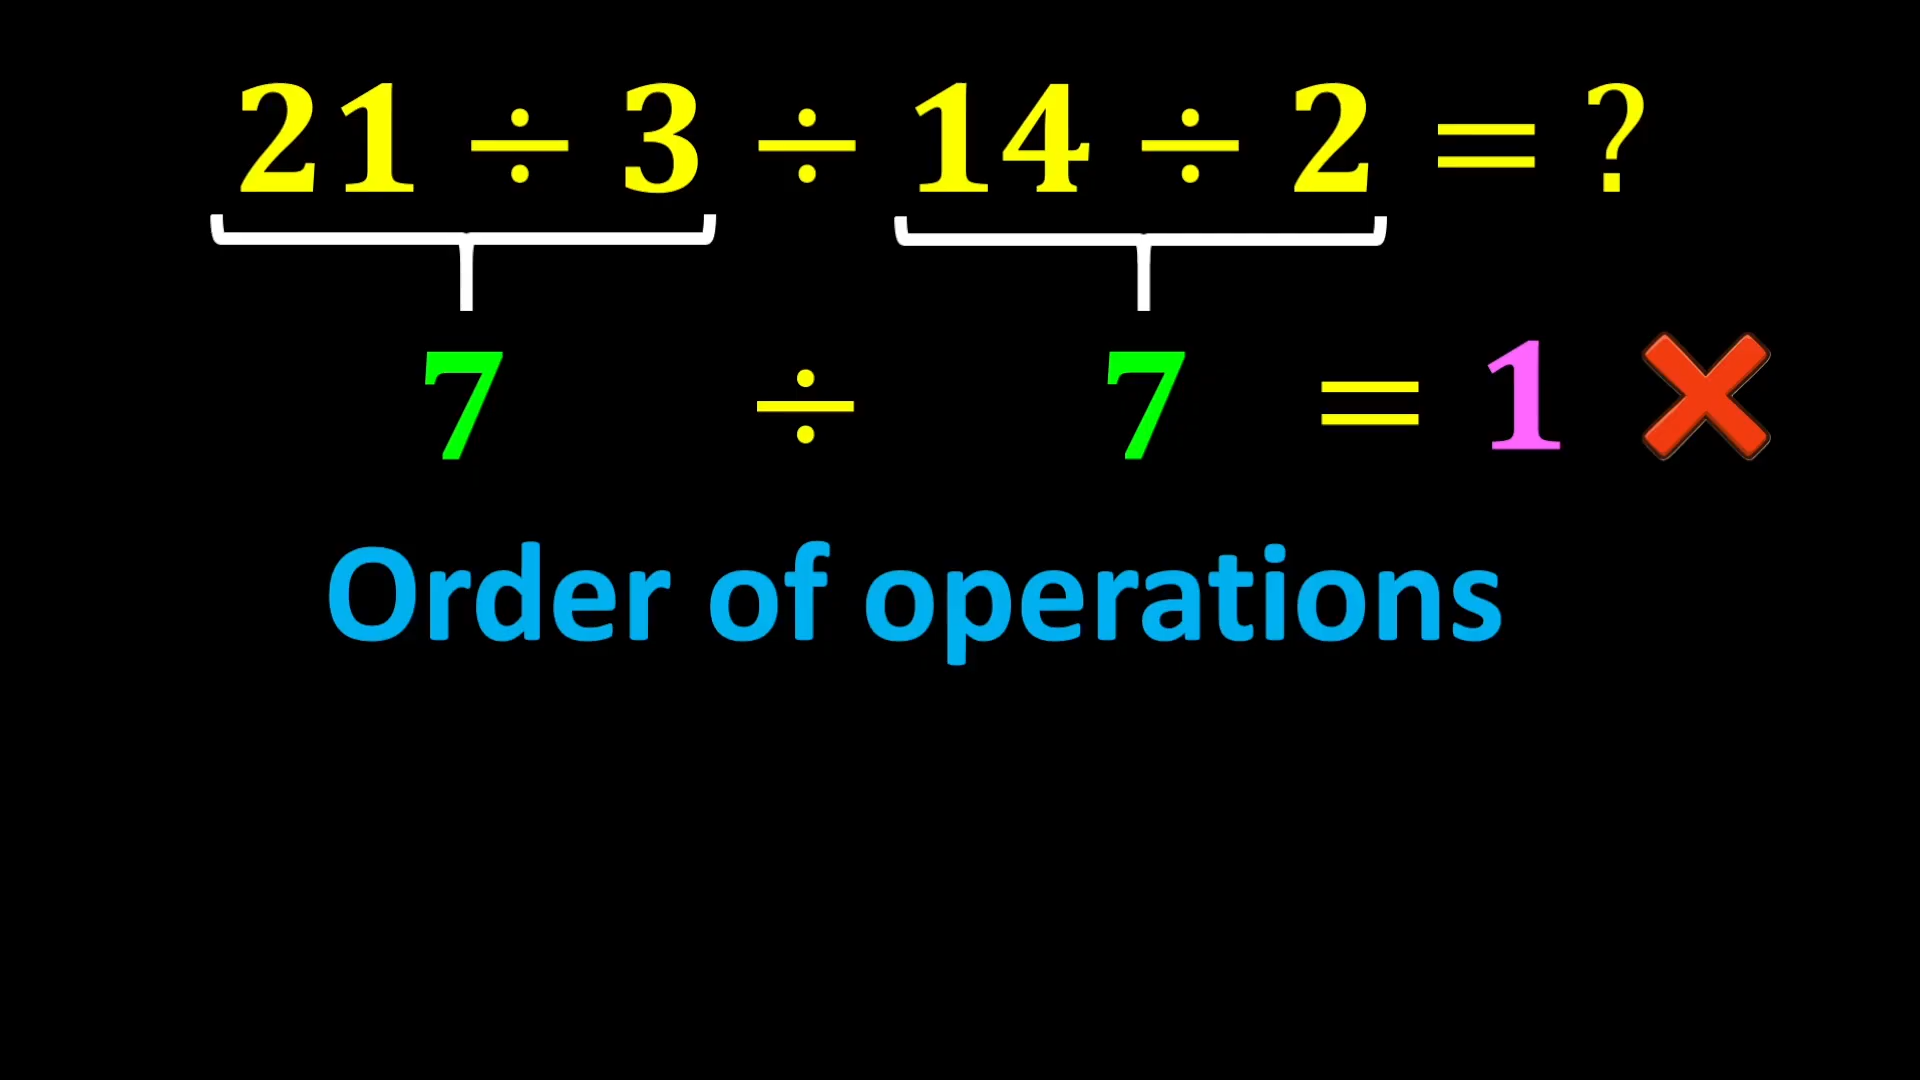 21 ÷ 3 ÷ 14 ÷ 2 = ?
7 ÷ 7 = 1 ❌
Order of operations